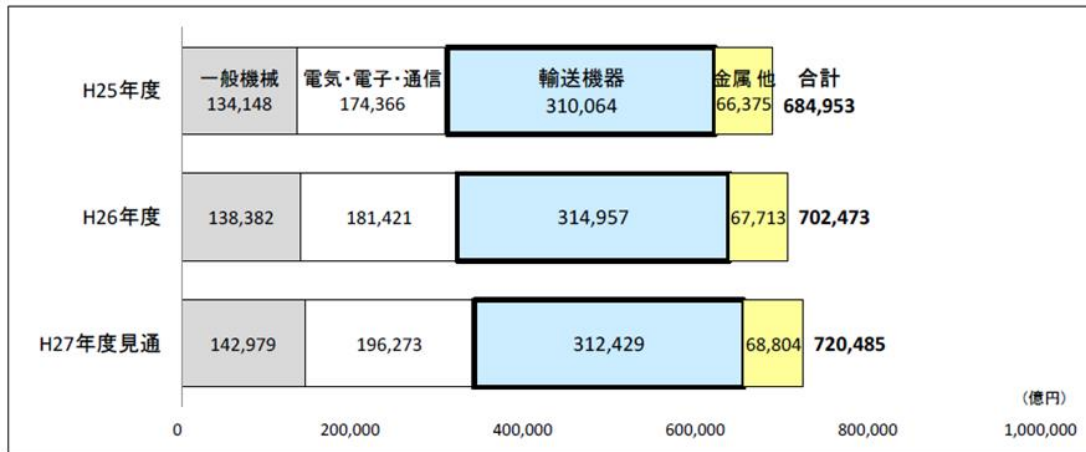 一般機械 電気・電子・通信 輸送機器 金属 他 合計
H25年度 134,148 174,366 310,064 66,375 684,953
H26年度 138,382 181,421 314,957 67,713 702,473
H27年度見通 142,979 196,273 312,429 68,804 720,485
（億円）
0 200,000 400,000 600,000 800,000 1,000,000